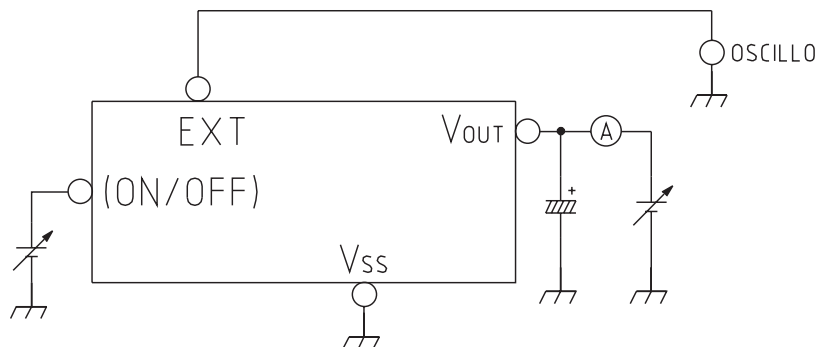 OSCILLO
EXT
VOUT
A
(ON/OFF)
+
VSS